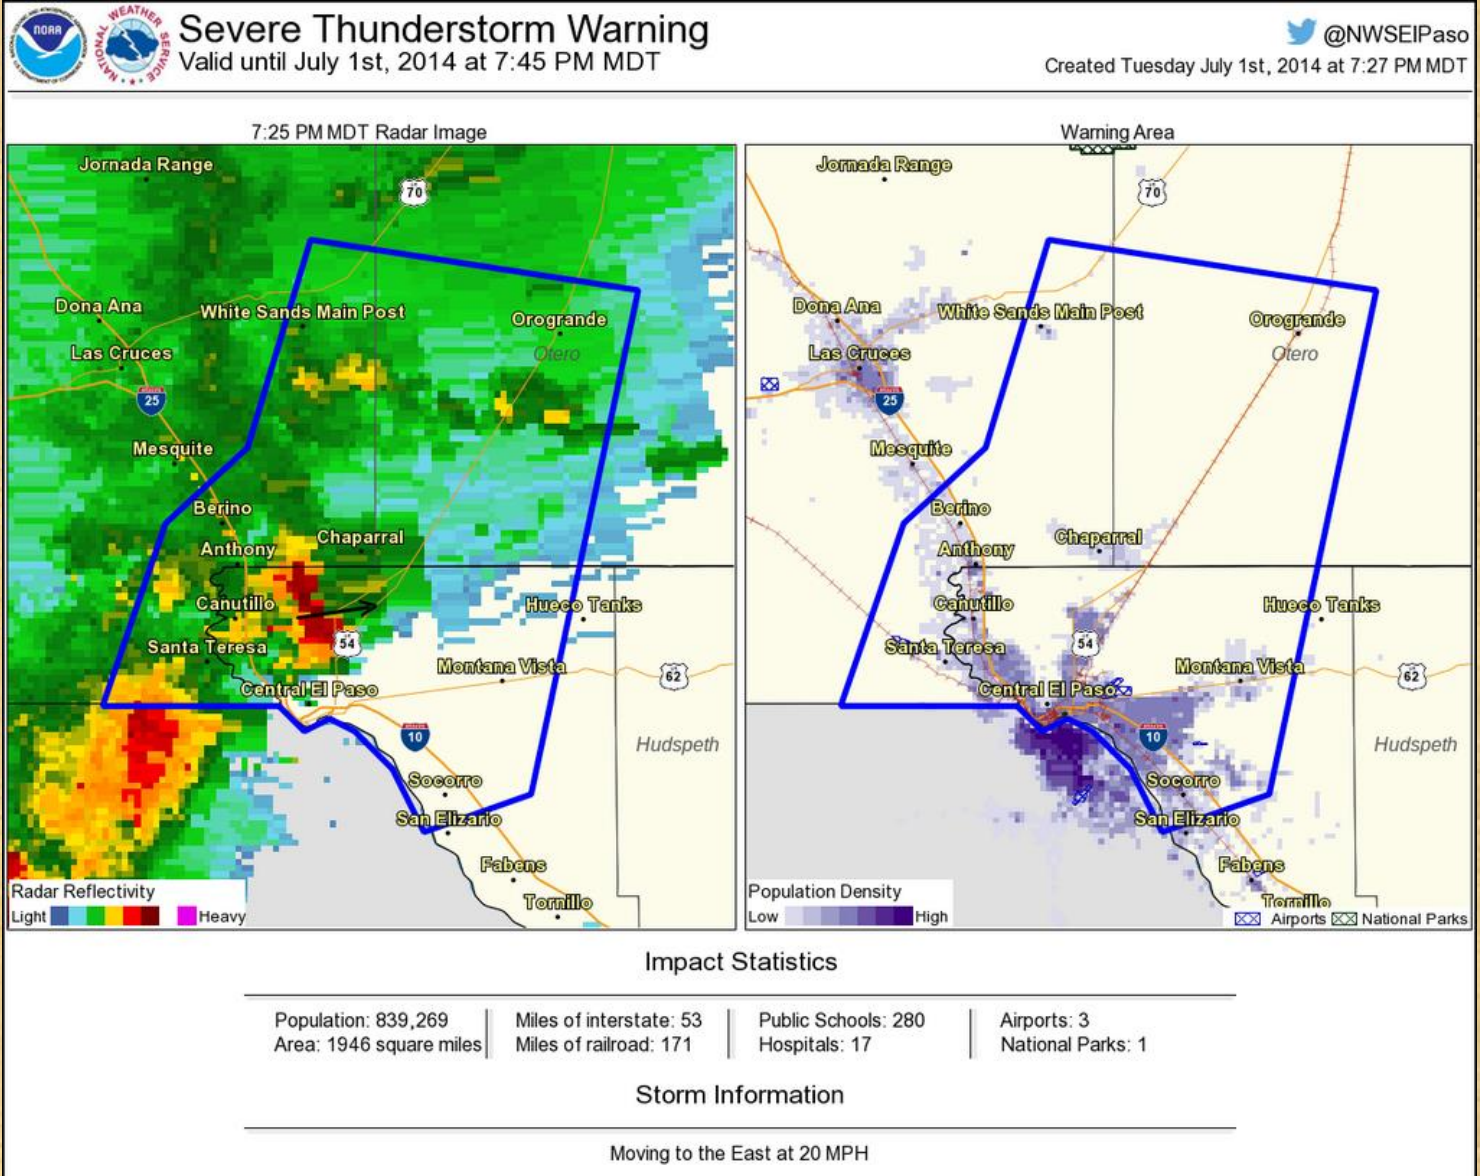 NOAA
NATIONAL WEATHER SERVICE
Severe Thunderstorm Warning
Valid until July 1st, 2014 at 7:45 PM MDT
@NWSElPaso
Created Tuesday July 1st, 2014 at 7:27 PM MDT
7:25 PM MDT Radar Image
Jornada Range
70
Dona Ana
White Sands Main Post
Orogrande
Las Cruces
Otero
25
Mesquite
Berino
Anthony
Chaparral
Canutillo
Hueco Tanks
Santa Teresa
54
Montana Vista
62
Central El Paso
10
Hudspeth
Socorro
San Elizario
Fabens
Tornillo
Radar Reflectivity
Light
Heavy
Warning Area
Jornada Range
70
Dona Ana
White Sands Main Post
Orogrande
Las Cruces
Otero
25
Mesquite
Berino
Anthony
Chaparral
Canutillo
Hueco Tanks
Santa Teresa
54
Montana Vista
62
Central El Paso
10
Hudspeth
Socorro
San Elizario
Fabens
Tornillo
Population Density
Low
High
Airports
National Parks
Impact Statistics
Population: 839,269
Area: 1946 square miles
Miles of interstate: 53
Miles of railroad: 171
Public Schools: 280
Hospitals: 17
Airports: 3
National Parks: 1
Storm Information
Moving to the East at 20 MPH